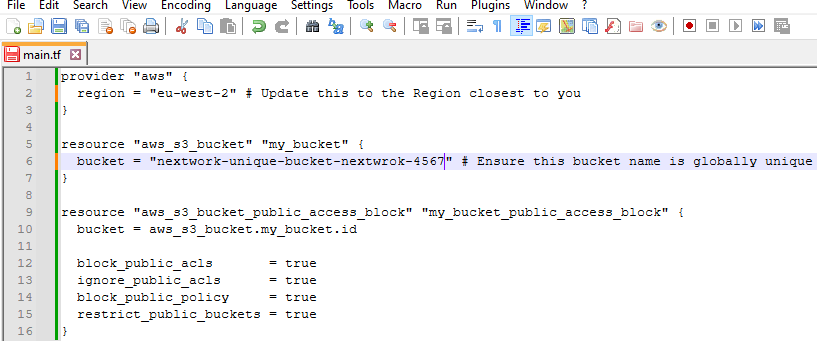 File Edit Search View Encoding Language Settings Tools Macro Run Plugins Window ?
main.tf
1 provider "aws" {
2   region = "eu-west-2" # Update this to the Region closest to you
3 }
4
5 resource "aws_s3_bucket" "my_bucket" {
6   bucket = "nextwork-unique-bucket-nextwrok-4567" # Ensure this bucket name is globally unique
7 }
8
9 resource "aws_s3_bucket_public_access_block" "my_bucket_public_access_block" {
10   bucket = aws_s3_bucket.my_bucket.id
11
12   block_public_acls       = true
13   ignore_public_acls      = true
14   block_public_policy     = true
15   restrict_public_buckets = true
16 }